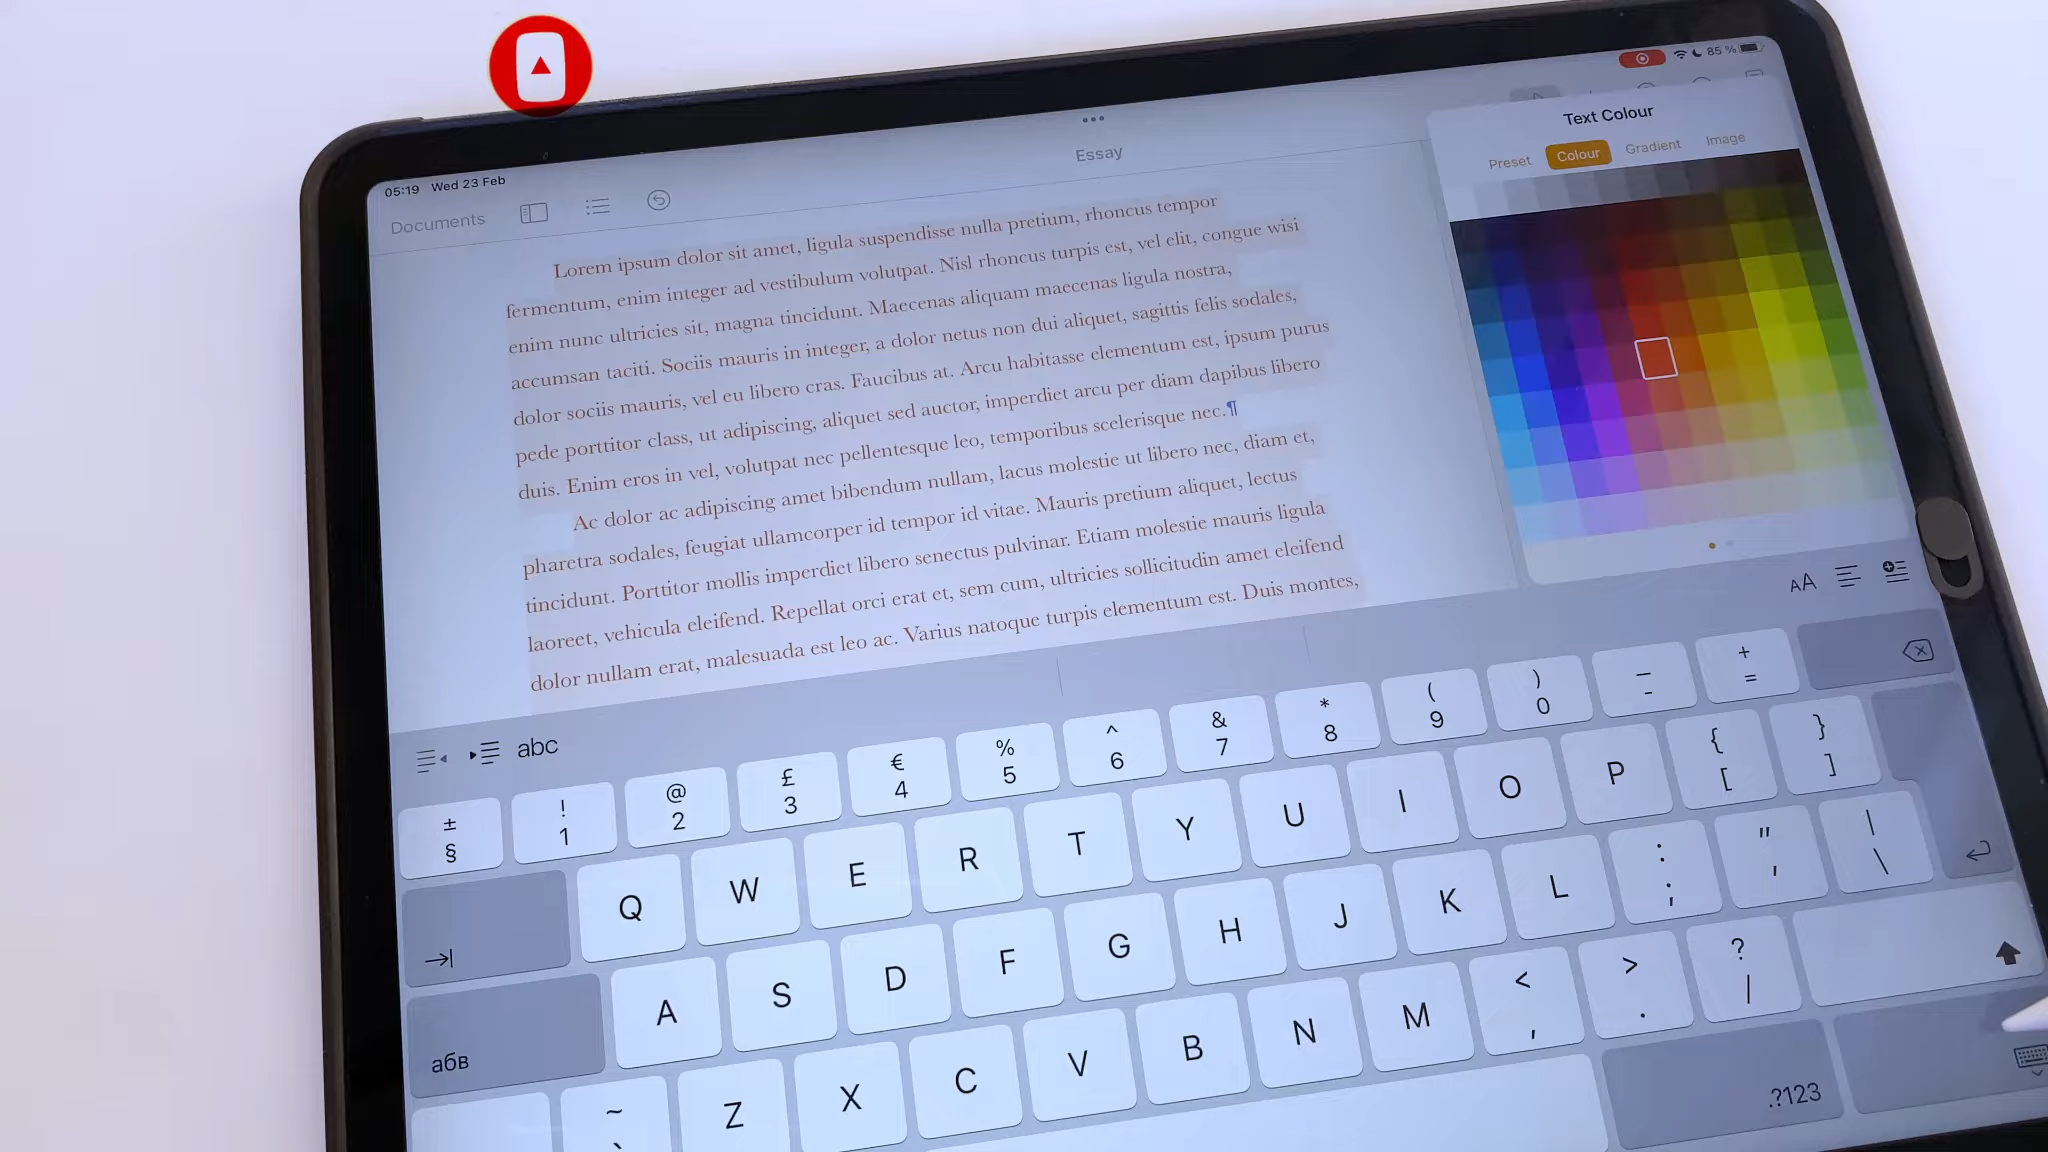 05:19 Wed 23 Feb
85 %
Documents
Essay
Text Colour
Preset Colour Gradient Image
Lorem ipsum dolor sit amet, ligula suspendisse nulla pretium, rhoncus tempor
fermentum, enim integer ad vestibulum volutpat. Nisl rhoncus turpis est, vel elit, congue wisi
enim nunc ultricies sit, magna tincidunt. Maecenas aliquam maecenas ligula nostra,
accumsan taciti. Sociis mauris in integer, a dolor netus non dui aliquet, sagittis felis sodales,
dolor sociis mauris, vel eu libero cras. Faucibus at. Arcu habitasse elementum est, ipsum purus
pede porttitor class, ut adipiscing, aliquet sed auctor, imperdiet arcu per diam dapibus libero
duis. Enim eros in vel, volutpat nec pellentesque leo, temporibus scelerisque nec.¶
Ac dolor ac adipiscing amet bibendum nullam, lacus molestie ut libero nec, diam et,
pharetra sodales, feugiat ullamcorper id tempor id vitae. Mauris pretium aliquet, lectus
tincidunt. Porttitor mollis imperdiet libero senectus pulvinar. Etiam molestie mauris ligula
laoreet, vehicula eleifend. Repellat orci erat et, sem cum, ultricies sollicitudin amet eleifend
dolor nullam erat, malesuada est leo ac. Varius natoque turpis elementum est. Duis montes,
AA
abc
± ! @ £ € % ^ & * ( ) — +
§ 1 2 3 4 5 6 7 8 9 0 - =
Q W E R T Y U I O P { }
[ ]
A S D F G H J K L : " |
; ' \
абв
~ Z X C V B N M < > ?
` , . /
.?123